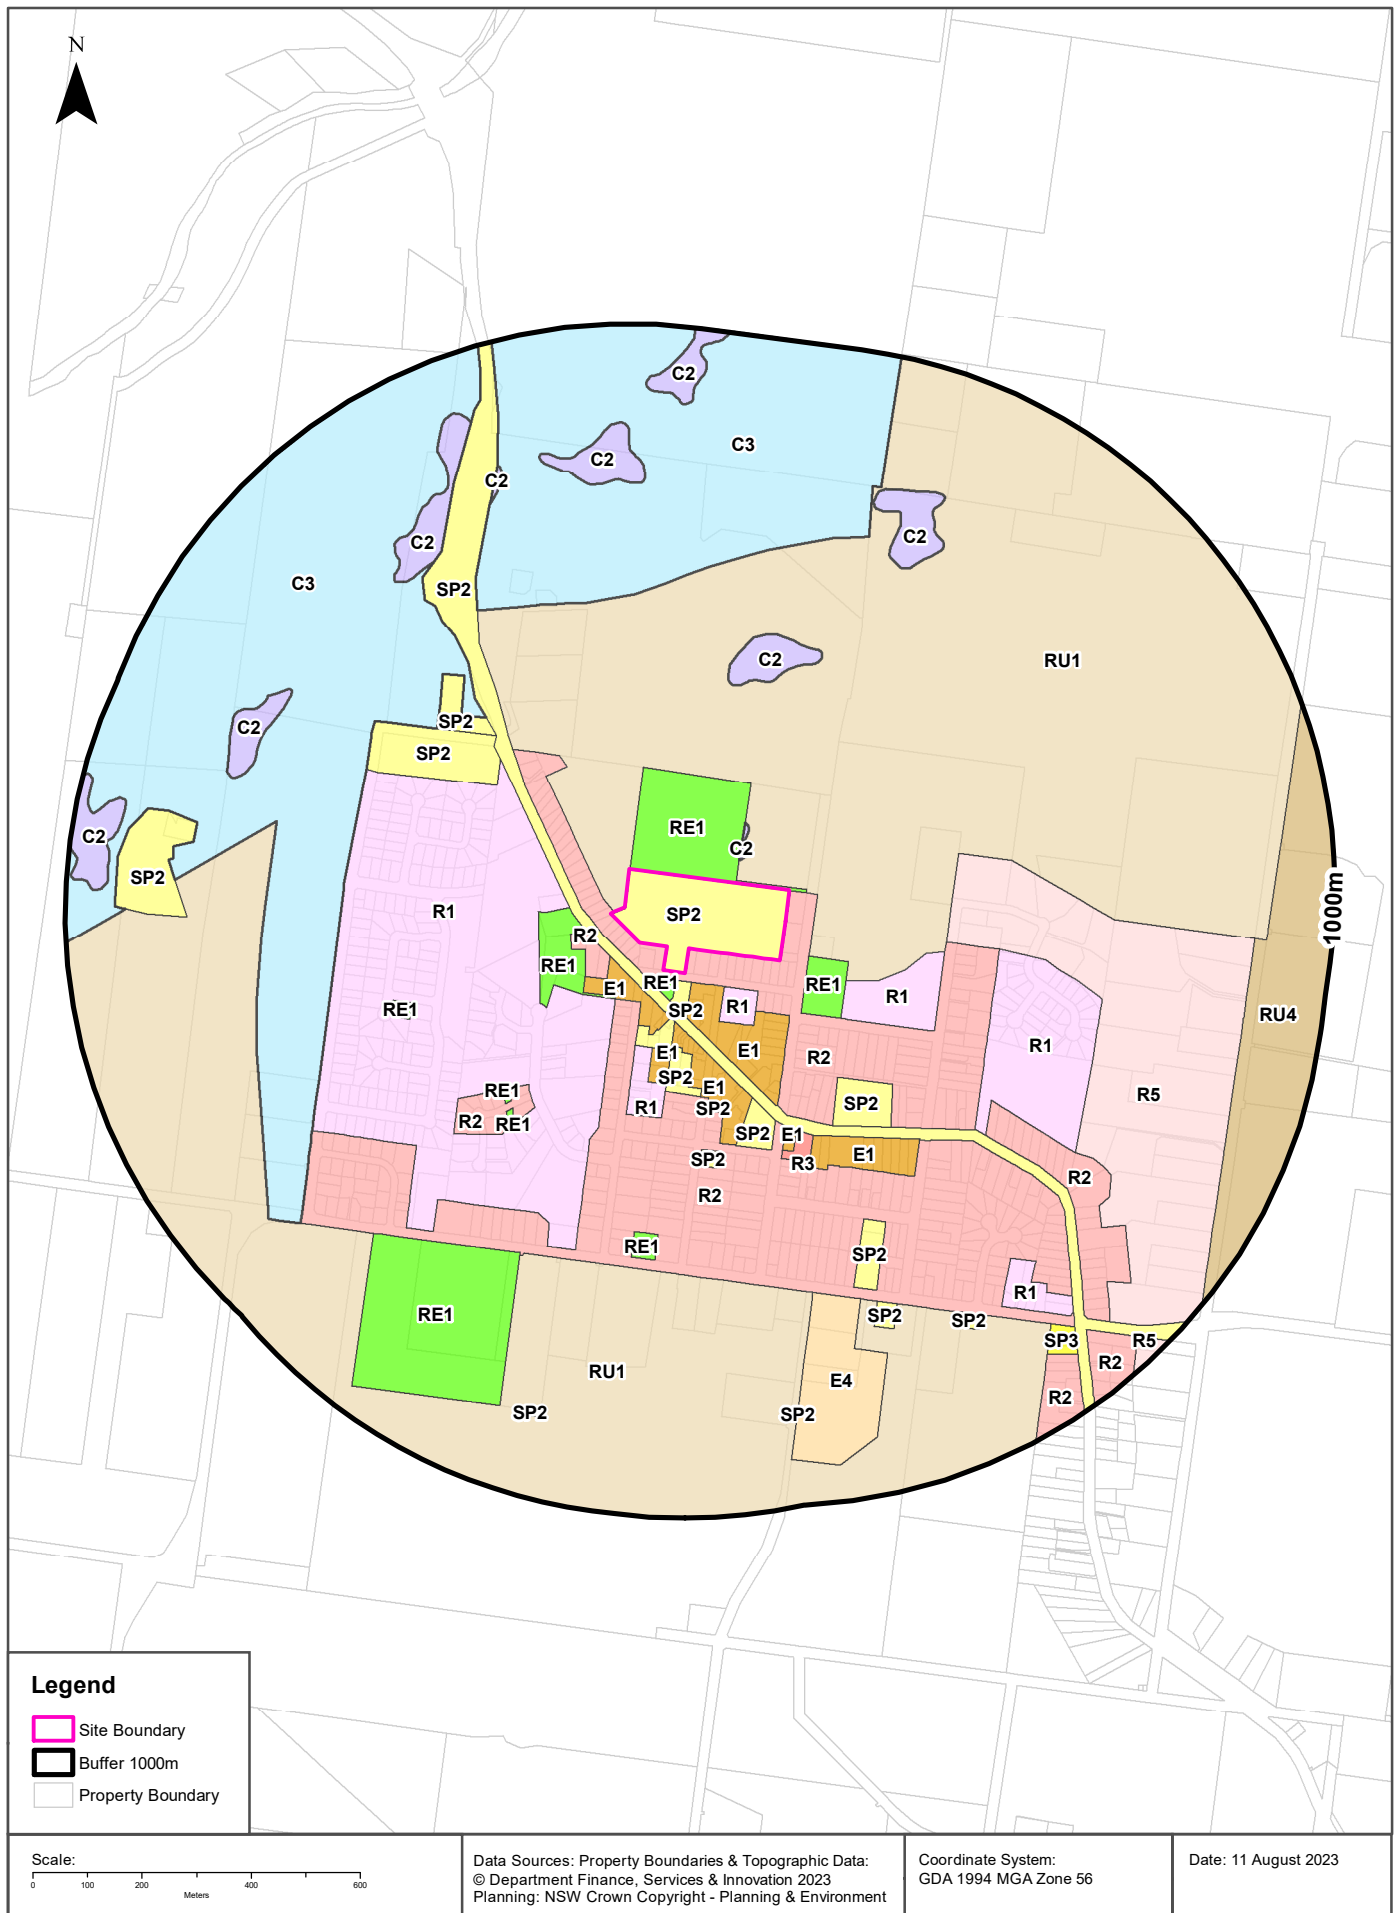 N
C2
C3
C2
C2
C2
C2
C3
SP2
C2
RU1
C2
SP2
SP2
RE1
C2
C2
SP2
R1
SP2
R2
RE1
RE1
RE1
R1
E1
R1
RE1
SP2
RU4
1000m
E1
R2
R1
E1
SP2
E1
RE1
R5
SP2
R1
SP2
R2
RE1
SP2
E1
E1
R3
SP2
R2
R2
RE1
SP2
R1
RE1
SP2
SP2
SP3
R5
R2
RU1
E4
R2
SP2
SP2
Legend
Site Boundary
Buffer 1000m
Property Boundary
Scale:
0 100 200 400 600
Meters
Data Sources: Property Boundaries & Topographic Data:
© Department Finance, Services & Innovation 2023
Planning: NSW Crown Copyright - Planning & Environment
Coordinate System:
GDA 1994 MGA Zone 56
Date: 11 August 2023